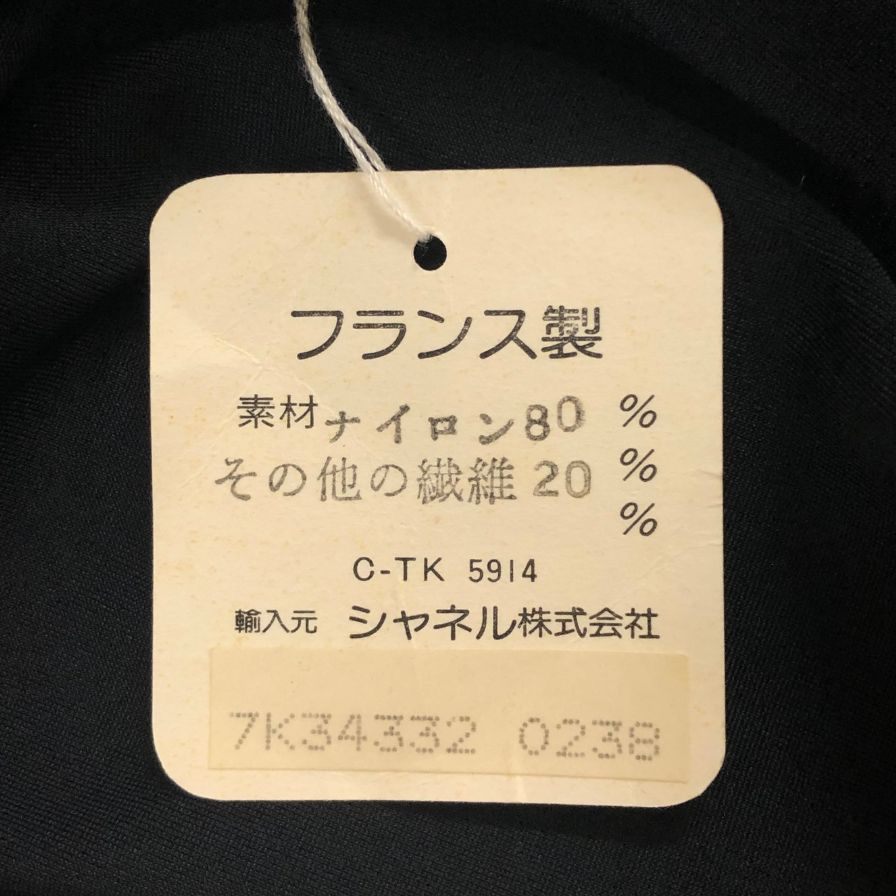 フランス製
素材 ナイロン80 %
その他の繊維 20 %
%
C-TK 5914
輸入元 シャネル株式会社
7K34332 0238